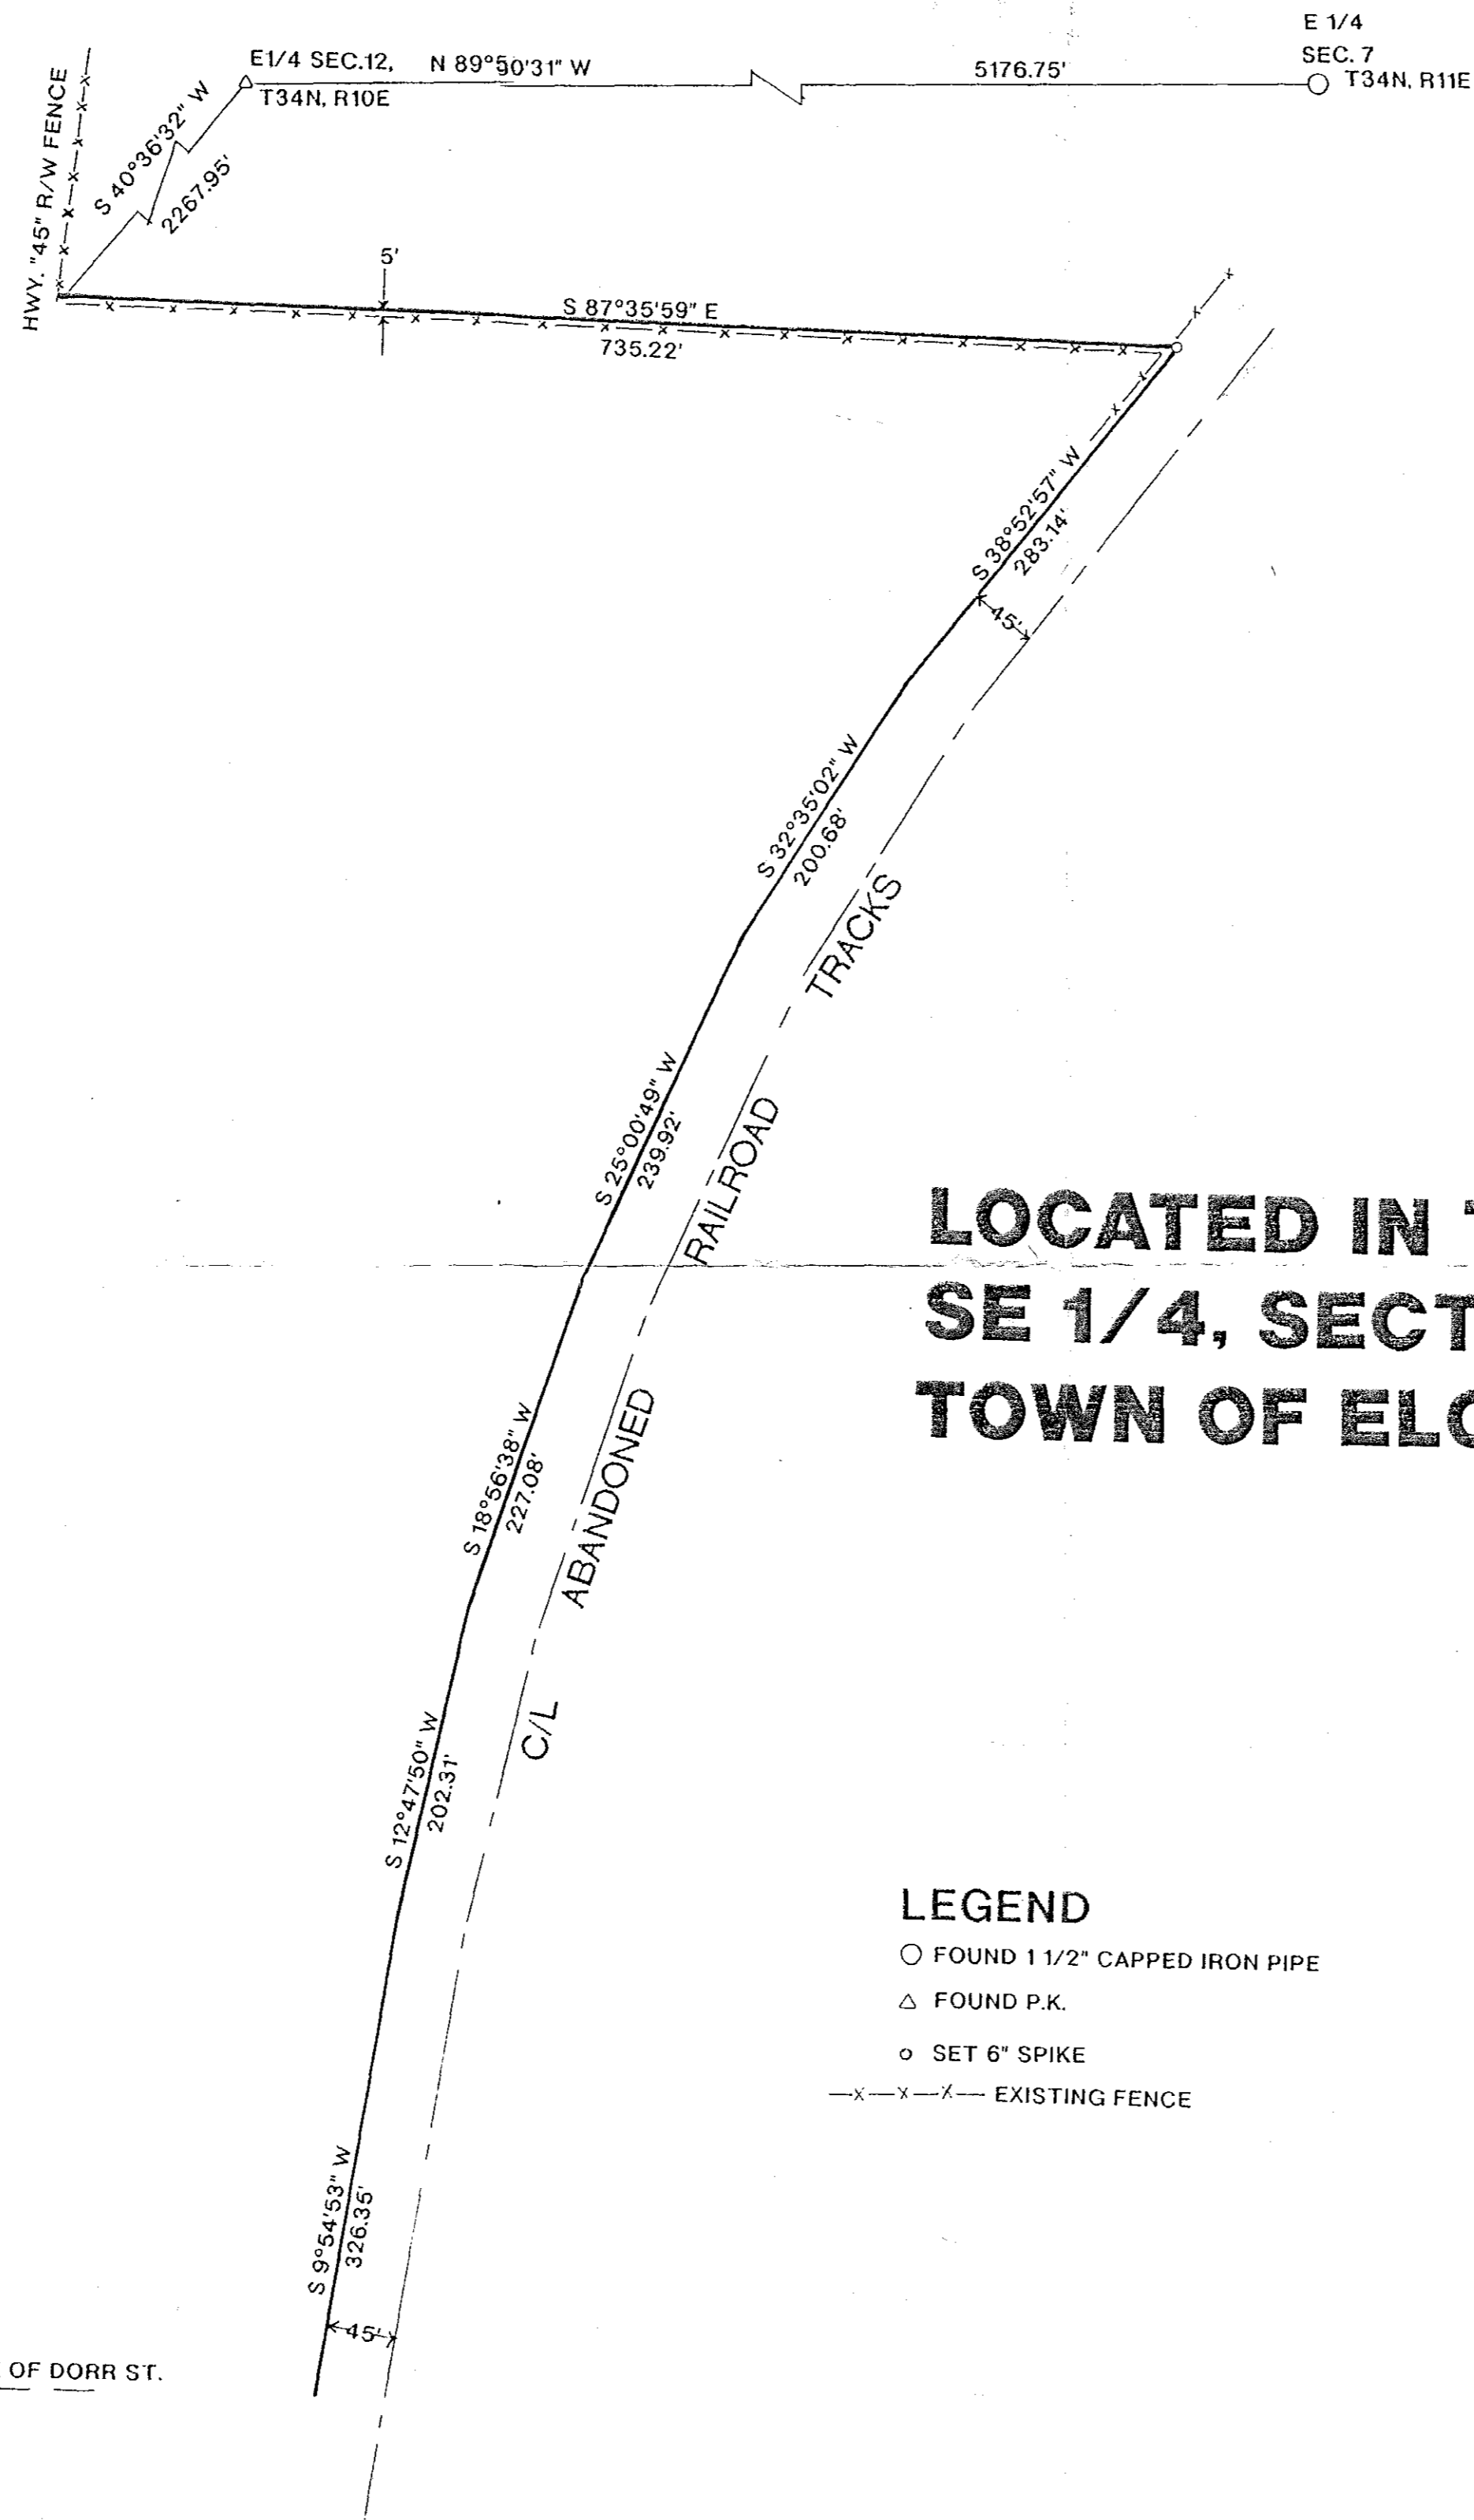 E 1/4
SEC. 7
T34N, R11E
E1/4 SEC.12,
N 89°50'31" W
5176.75'
T34N, R10E
HWY. "45" R/W FENCE
S 40°36'32" W
2267.95'
5'
S 87°35'59" E
735.22'
S 38°52'57" W
283.14'
45'
S 32°35'02" W
200.68'
TRACKS
S 25°00'49" W
239.92'
RAILROAD
LOCATED IN
SE 1/4, SECT
TOWN OF ELC
S 18°56'38" W
227.08'
ABANDONED
S 12°47'50" W
202.31'
C/L
LEGEND
FOUND 1 1/2" CAPPED IRON PIPE
FOUND P.K.
SET 6" SPIKE
—x—x—x— EXISTING FENCE
S 9°54'53" W
326.35'
45'
OF DORR ST.